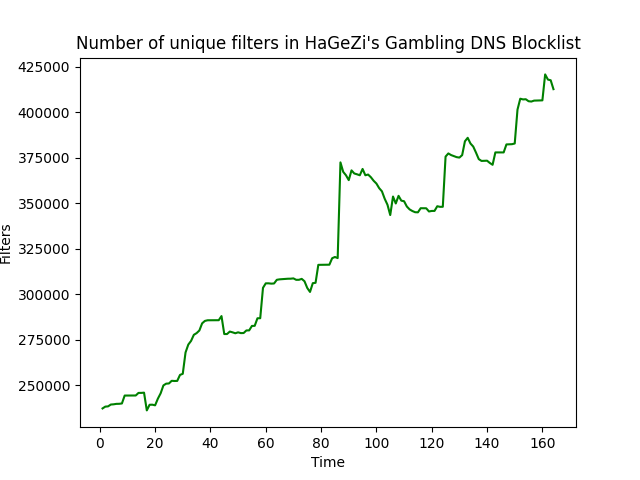 Number of unique filters in HaGeZi's Gambling DNS Blocklist
425000
400000
375000
350000
325000
300000
275000
250000
Filters
0 20 40 60 80 100 120 140 160
Time